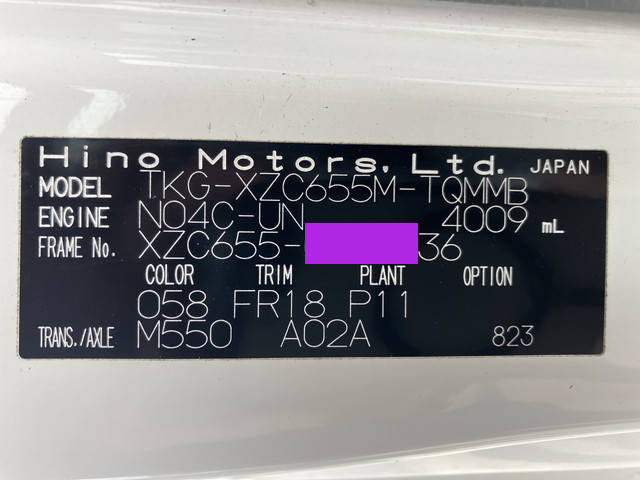 Hino Motors, Ltd. JAPAN
MODEL TKG-XZC655M-TQMMB
ENGINE N04C-UN 4009 mL
FRAME No. XZC655- 36
COLOR TRIM PLANT OPTION
058 FR18 P11
TRANS./AXLE M550 A02A 823